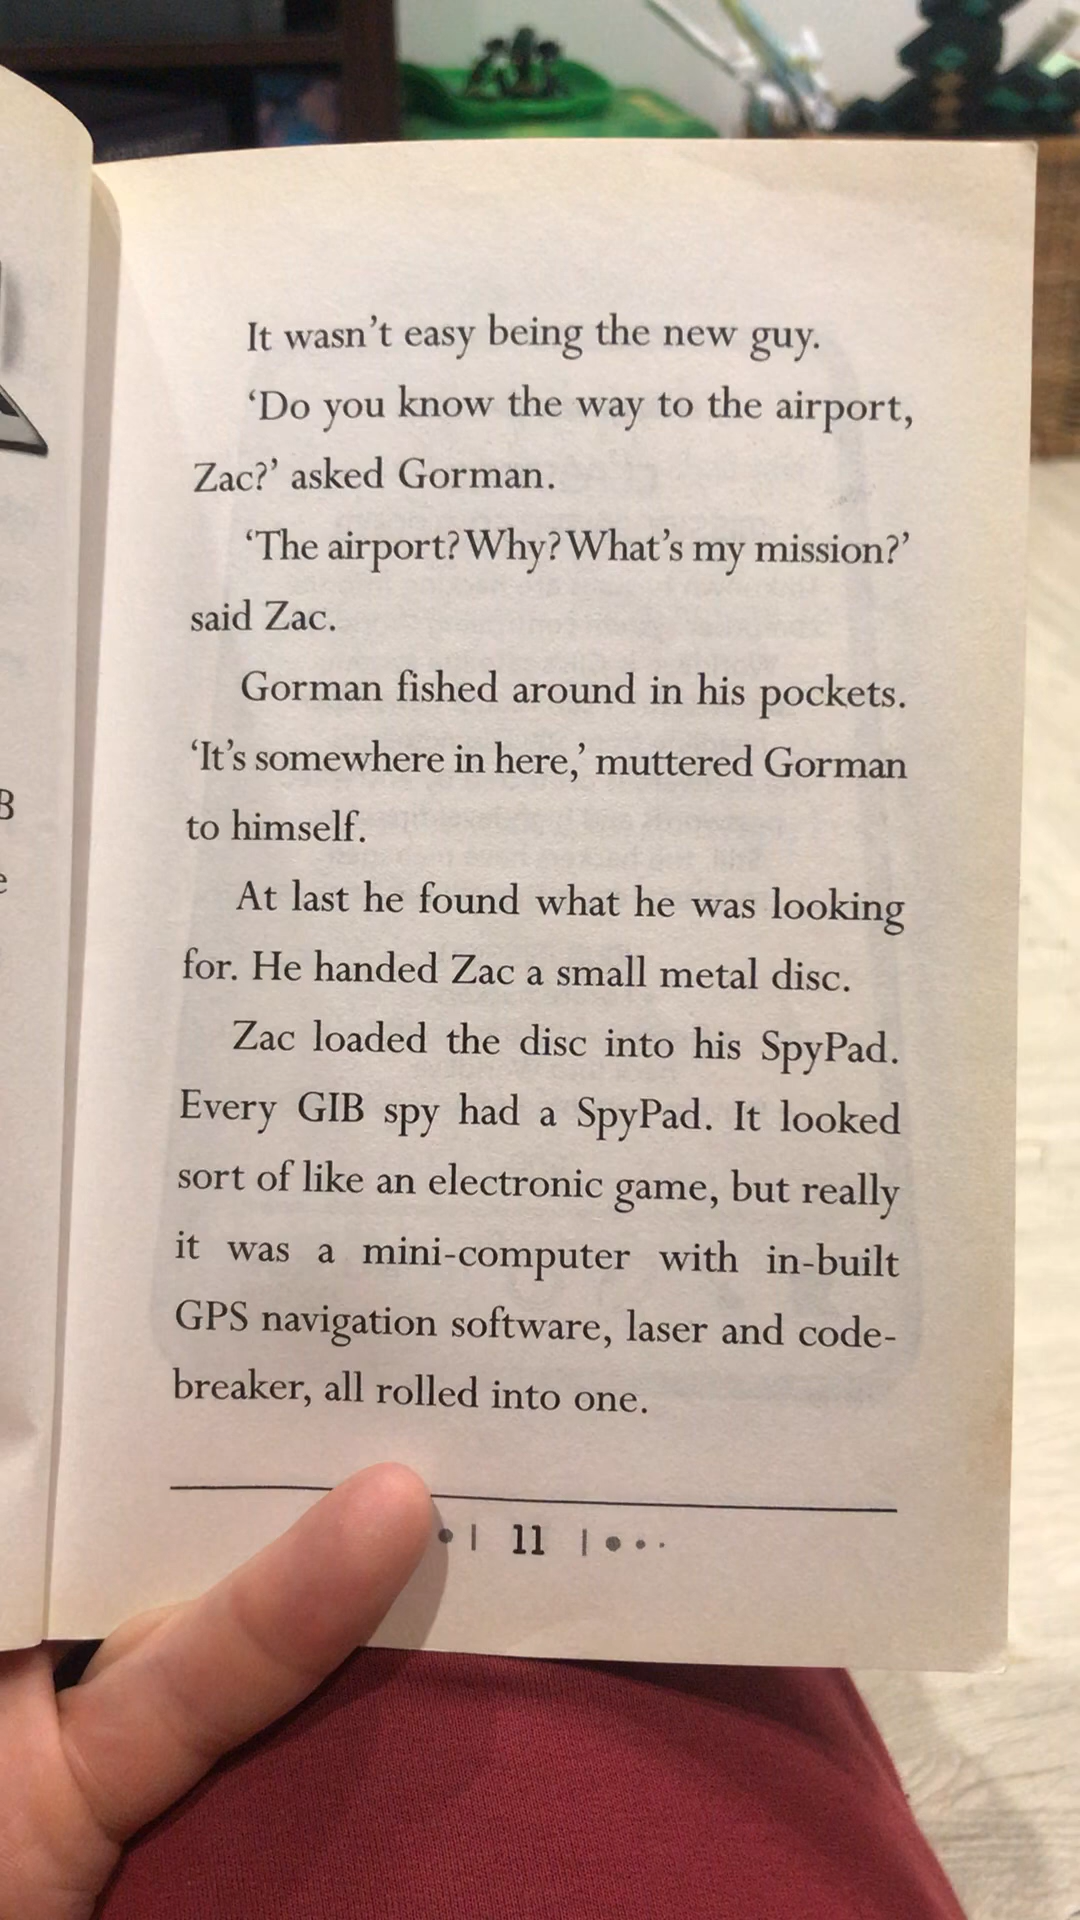 It wasn't easy being the new guy.
‘Do you know the way to the airport,
Zac?’ asked Gorman.
‘The airport? Why? What’s my mission?’
said Zac.
Gorman fished around in his pockets.
‘It’s somewhere in here,’ muttered Gorman
to himself.
At last he found what he was looking
for. He handed Zac a small metal disc.
Zac loaded the disc into his SpyPad.
Every GIB spy had a SpyPad. It looked
sort of like an electronic game, but really
it was a mini-computer with in-built
GPS navigation software, laser and code-
breaker, all rolled into one.
11